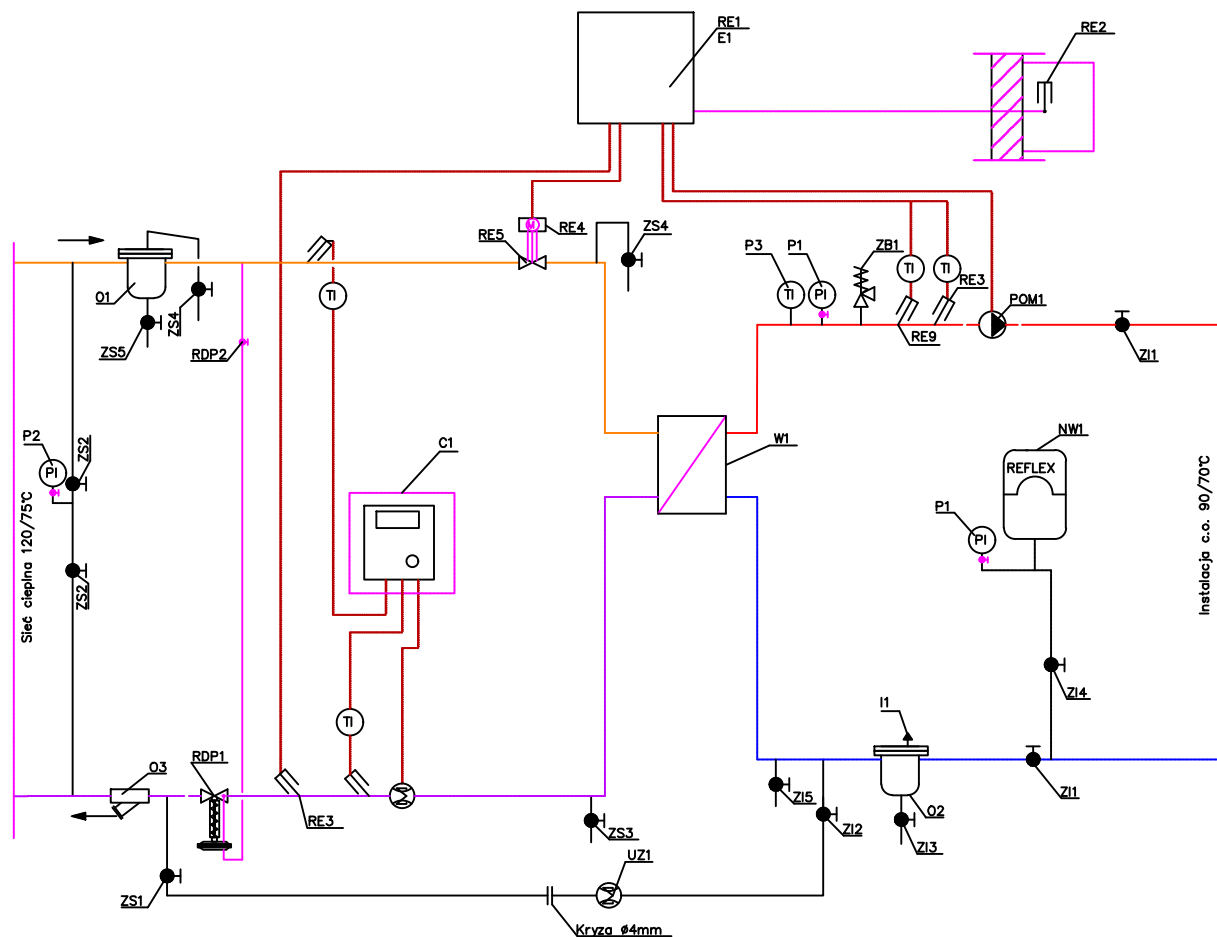 RE1
E1
RE2
RE4
RE5
M
ZS4
P3
P1
ZB1
TI
TI
RE3
TI
PI
POM1
RE9
ZI1
O1
ZS5
ZS4
RDP2
TI
P2
PI
ZS2
ZS2
Sieć cieplna 120/75°C
C1
W1
NW1
REFLEX
P1
PI
Instalacja c.o. 90/70°C
ZI4
I1
TI
O3
RDP1
RE3
ZS3
ZI5
ZI2
O2
ZI3
ZI1
ZS1
UZ1
Kryza Ø4mm